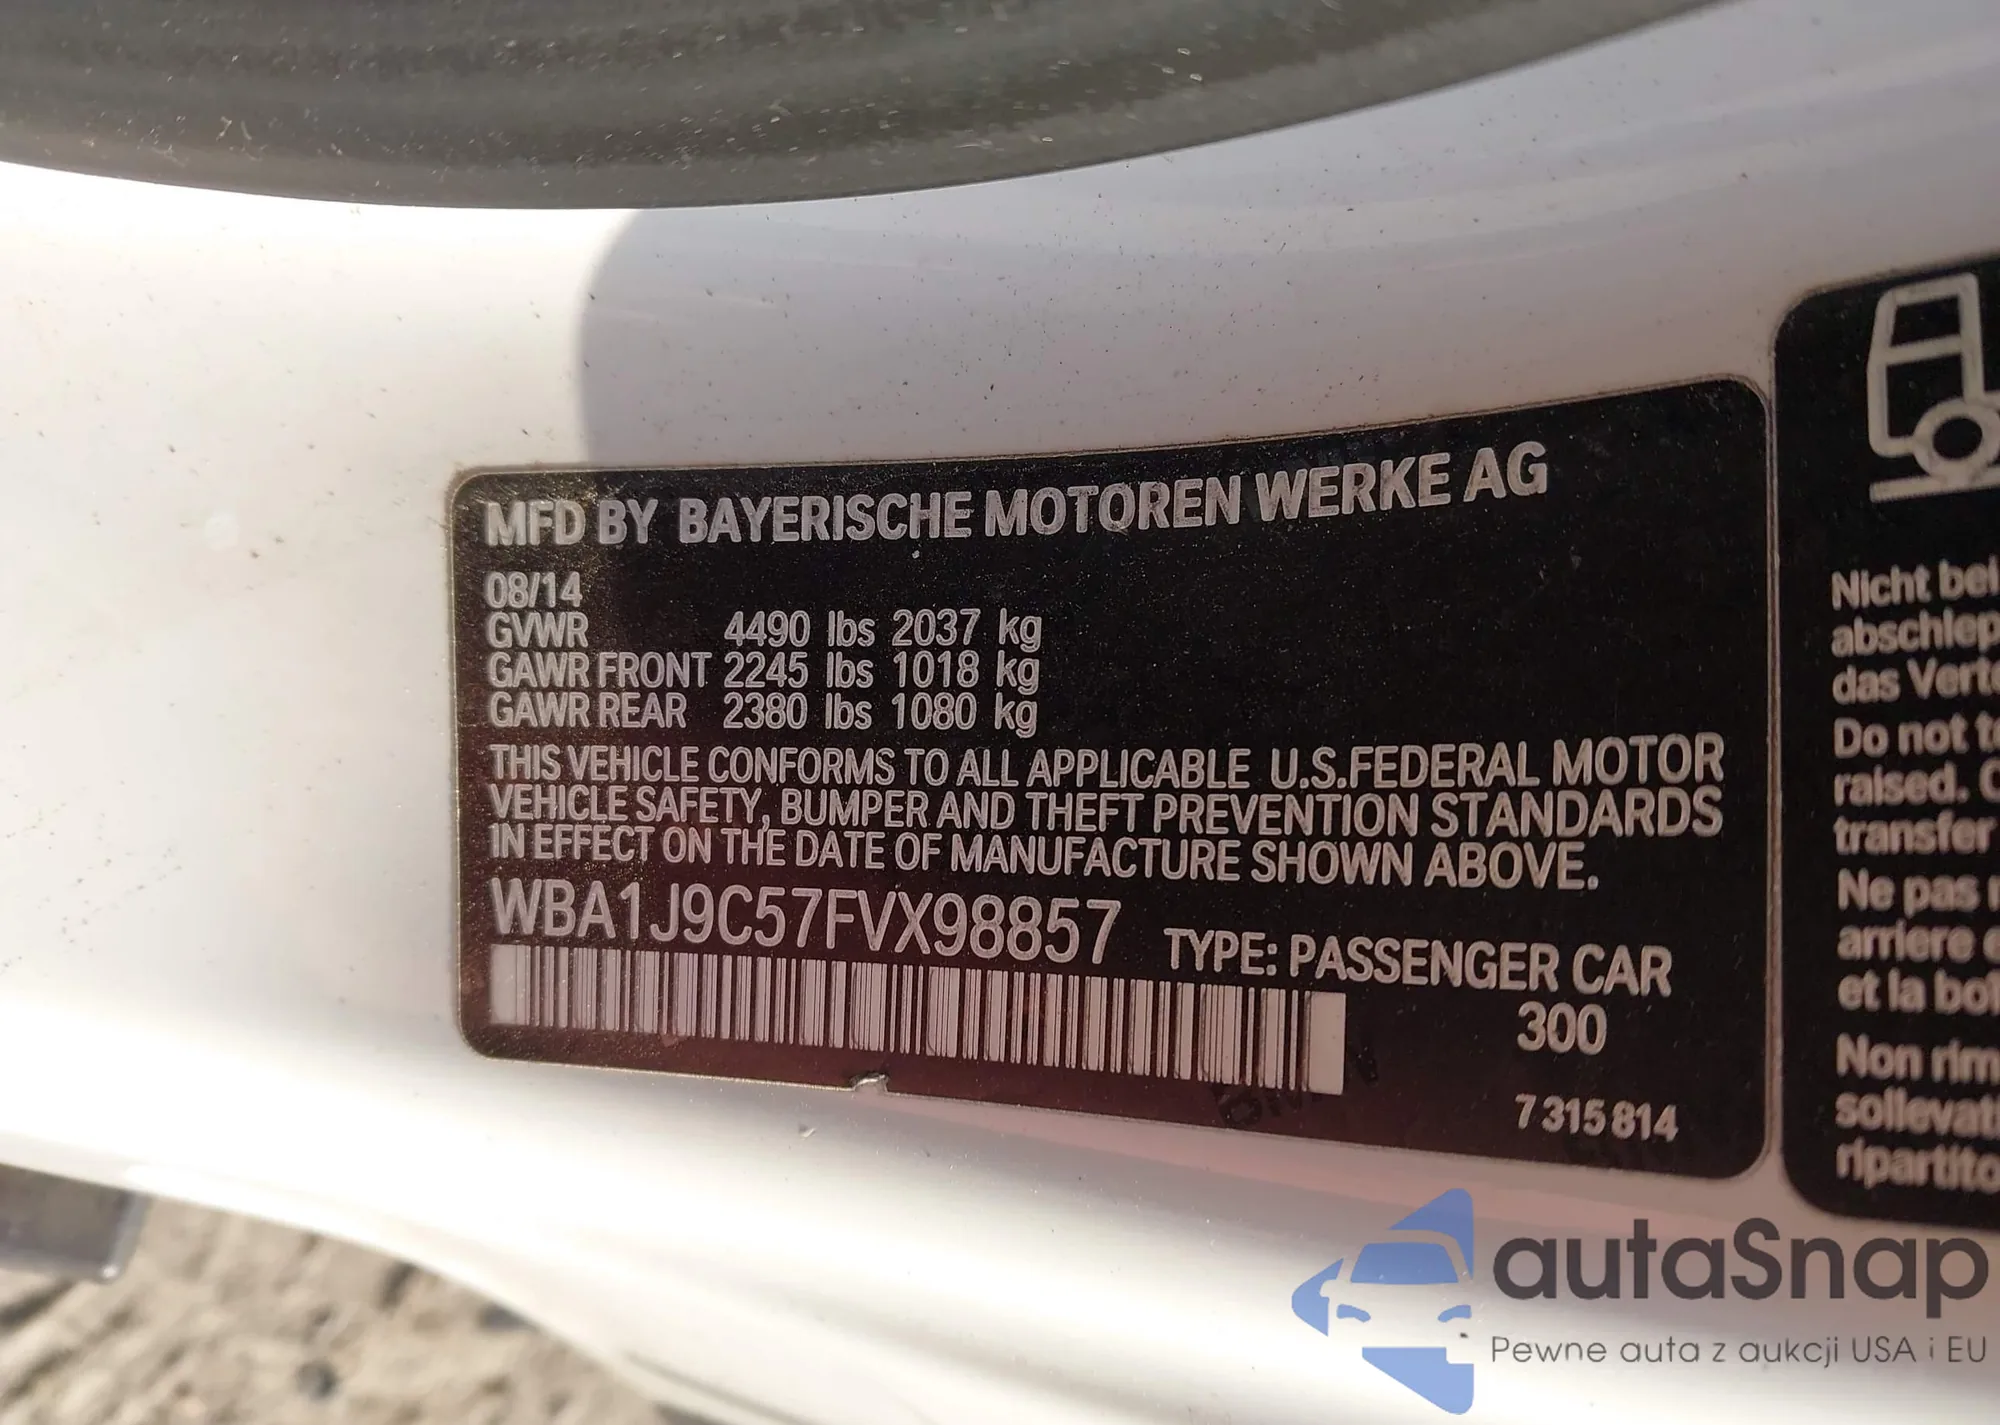 MFD BY BAYERISCHE MOTOREN WERKE AG
08/14
GVWR 4490 lbs 2037 kg
GAWR FRONT 2245 lbs 1018 kg
GAWR REAR 2380 lbs 1080 kg
THIS VEHICLE CONFORMS TO ALL APPLICABLE U.S.FEDERAL MOTOR
VEHICLE SAFETY, BUMPER AND THEFT PREVENTION STANDARDS
IN EFFECT ON THE DATE OF MANUFACTURE SHOWN ABOVE.
WBA1J9C57FVX98857 TYPE: PASSENGER CAR
300
7 315 814
Nicht bei
abschlep
das Verte
Do not t
raised.
transfer
Ne pas
arriere
et la boî
Non rim
sollevat
ripartito
autaSnap
Pewne auta z aukcji USA i EU